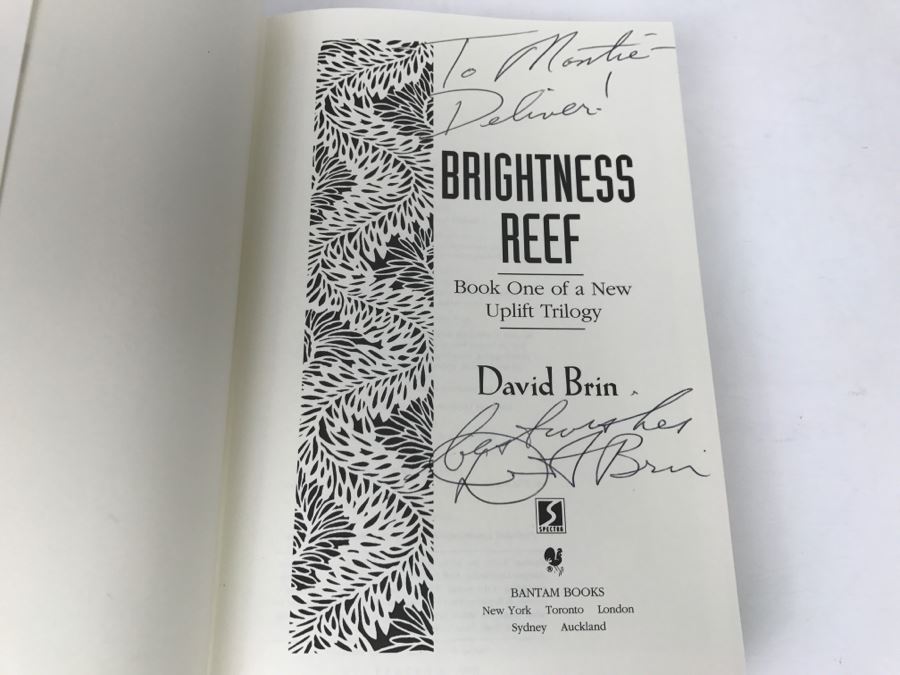 To Montié –
Deliver!
BRIGHTNESS
REEF
Book One of a New
Uplift Trilogy
David Brin
best wishes
D Brin
SPECTRA
BANTAM BOOKS
New York Toronto London
Sydney Auckland